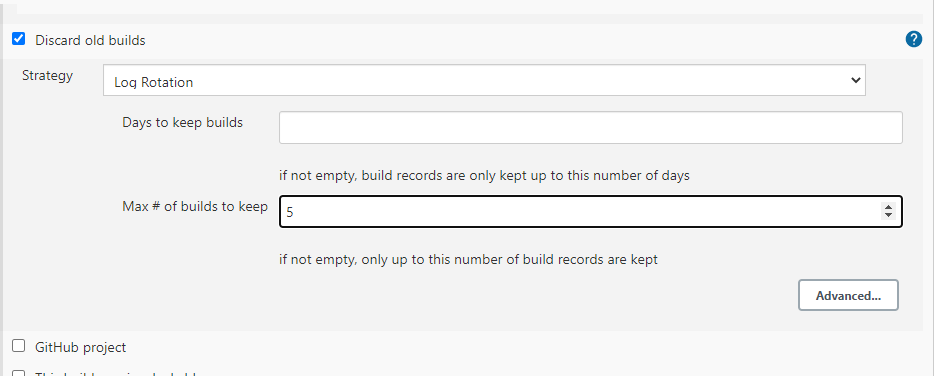 Discard old builds
?
Strategy
Log Rotation
Days to keep builds
if not empty, build records are only kept up to this number of days
Max # of builds to keep
5
if not empty, only up to this number of build records are kept
Advanced...
GitHub project